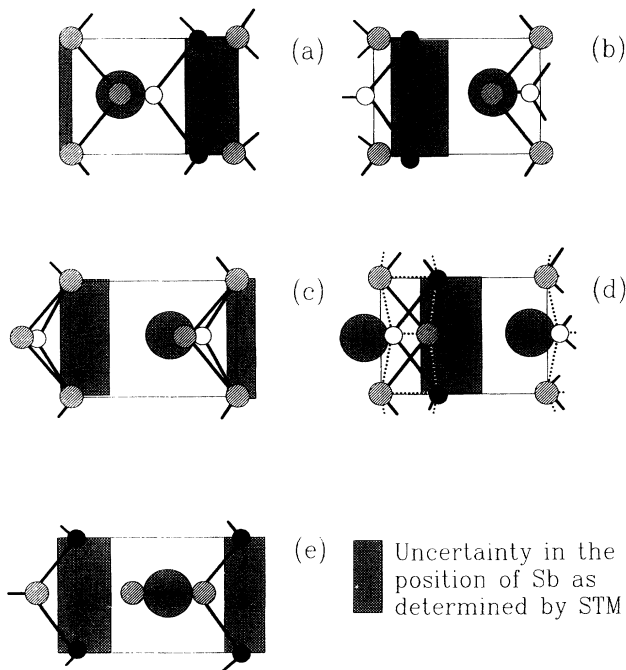 (a)
(b)
(c)
(d)
(e)
Uncertainty in the
position of Sb as
determined by STM